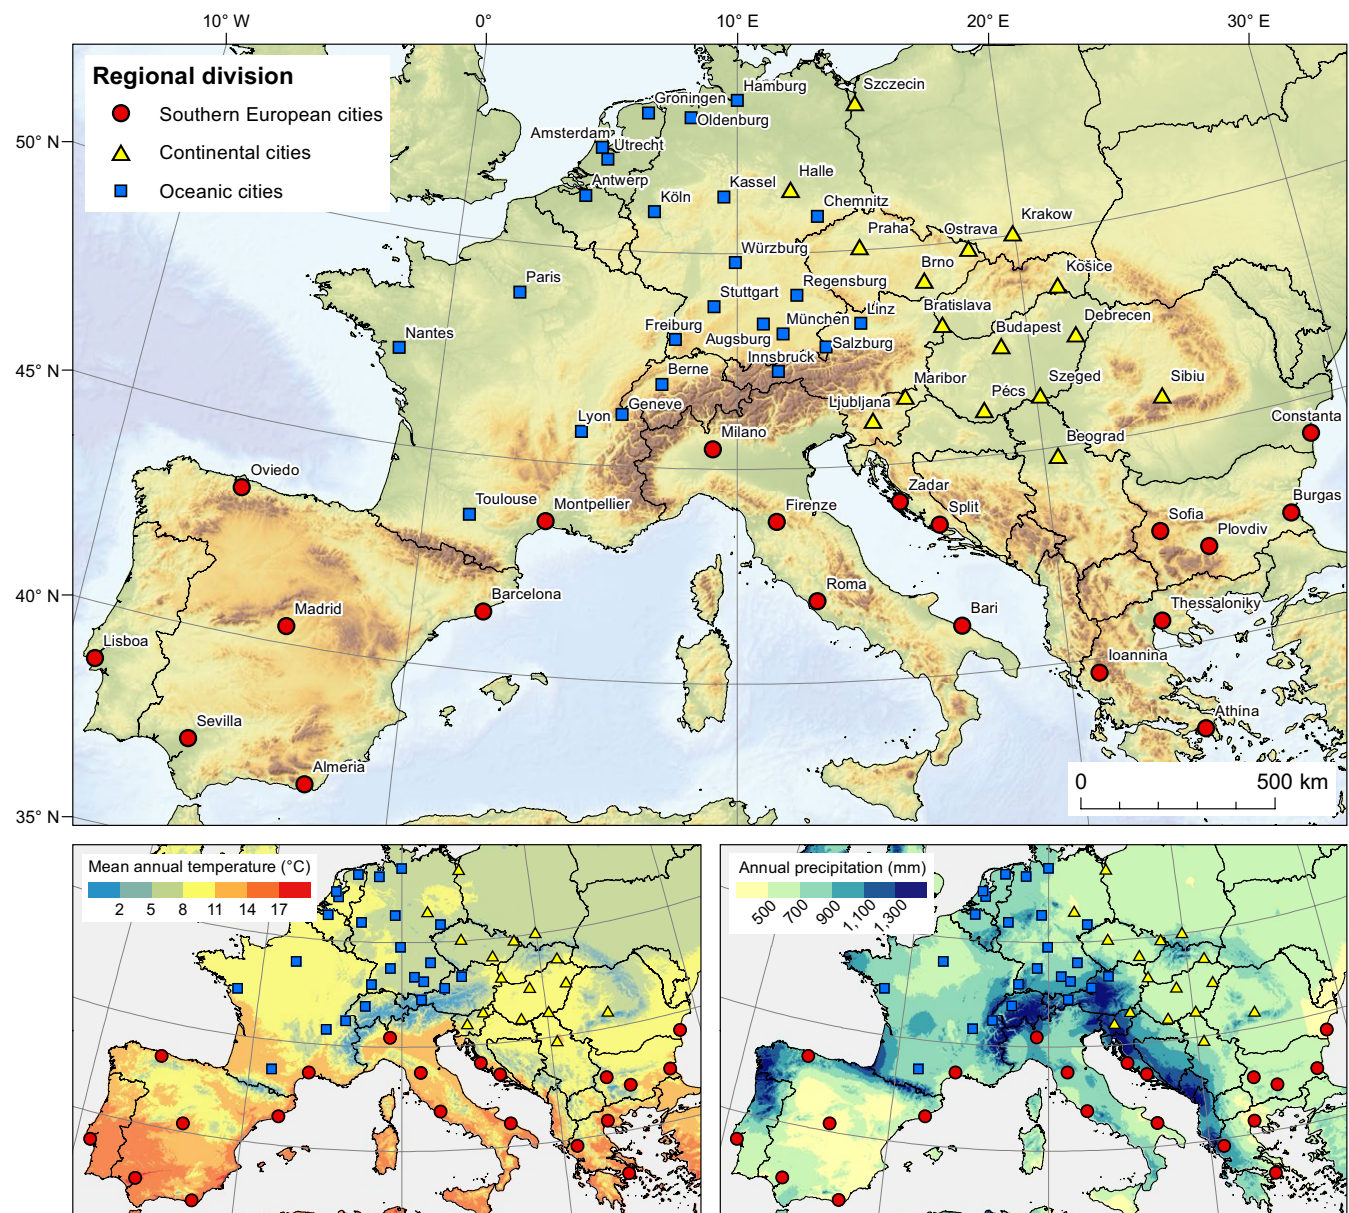 10° W
0°
10° E
20° E
30° E
50° N
45° N
40° N
35° N
Regional division
Southern European cities
Continental cities
Oceanic cities
Hamburg
Szczecin
Groningen
Oldenburg
Amsterdam
Utrecht
Antwerp
Kassel
Halle
Köln
Chemnitz
Krakow
Praha
Ostrava
Würzburg
Brno
Košice
Paris
Regensburg
Stuttgart
Bratislava
Linz
Debrecen
München
Freiburg
Budapest
Nantes
Augsburg
Salzburg
Innsbruck
Berne
Maribor
Szeged
Sibiu
Pécs
Geneve
Ljubljana
Lyon
Constanta
Milano
Beograd
Oviedo
Zadar
Toulouse
Montpellier
Firenze
Split
Burgas
Sofia
Plovdiv
Roma
Barcelona
Madrid
Bari
Thessaloniky
Lisboa
Ioannina
Sevilla
Athina
Almeria
0
500 km
Mean annual temperature (°C)
2
5
8
11
14
17
Annual precipitation (mm)
500
700
900
1,100
1,300